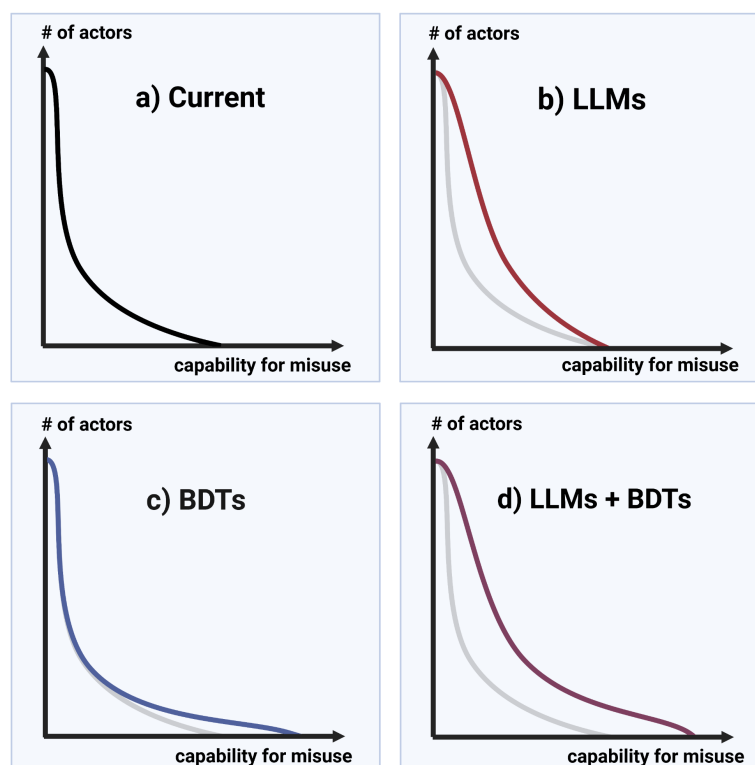 # of actors
a) Current
capability for misuse
# of actors
b) LLMs
capability for misuse
# of actors
c) BDTs
capability for misuse
# of actors
d) LLMs + BDTs
capability for misuse